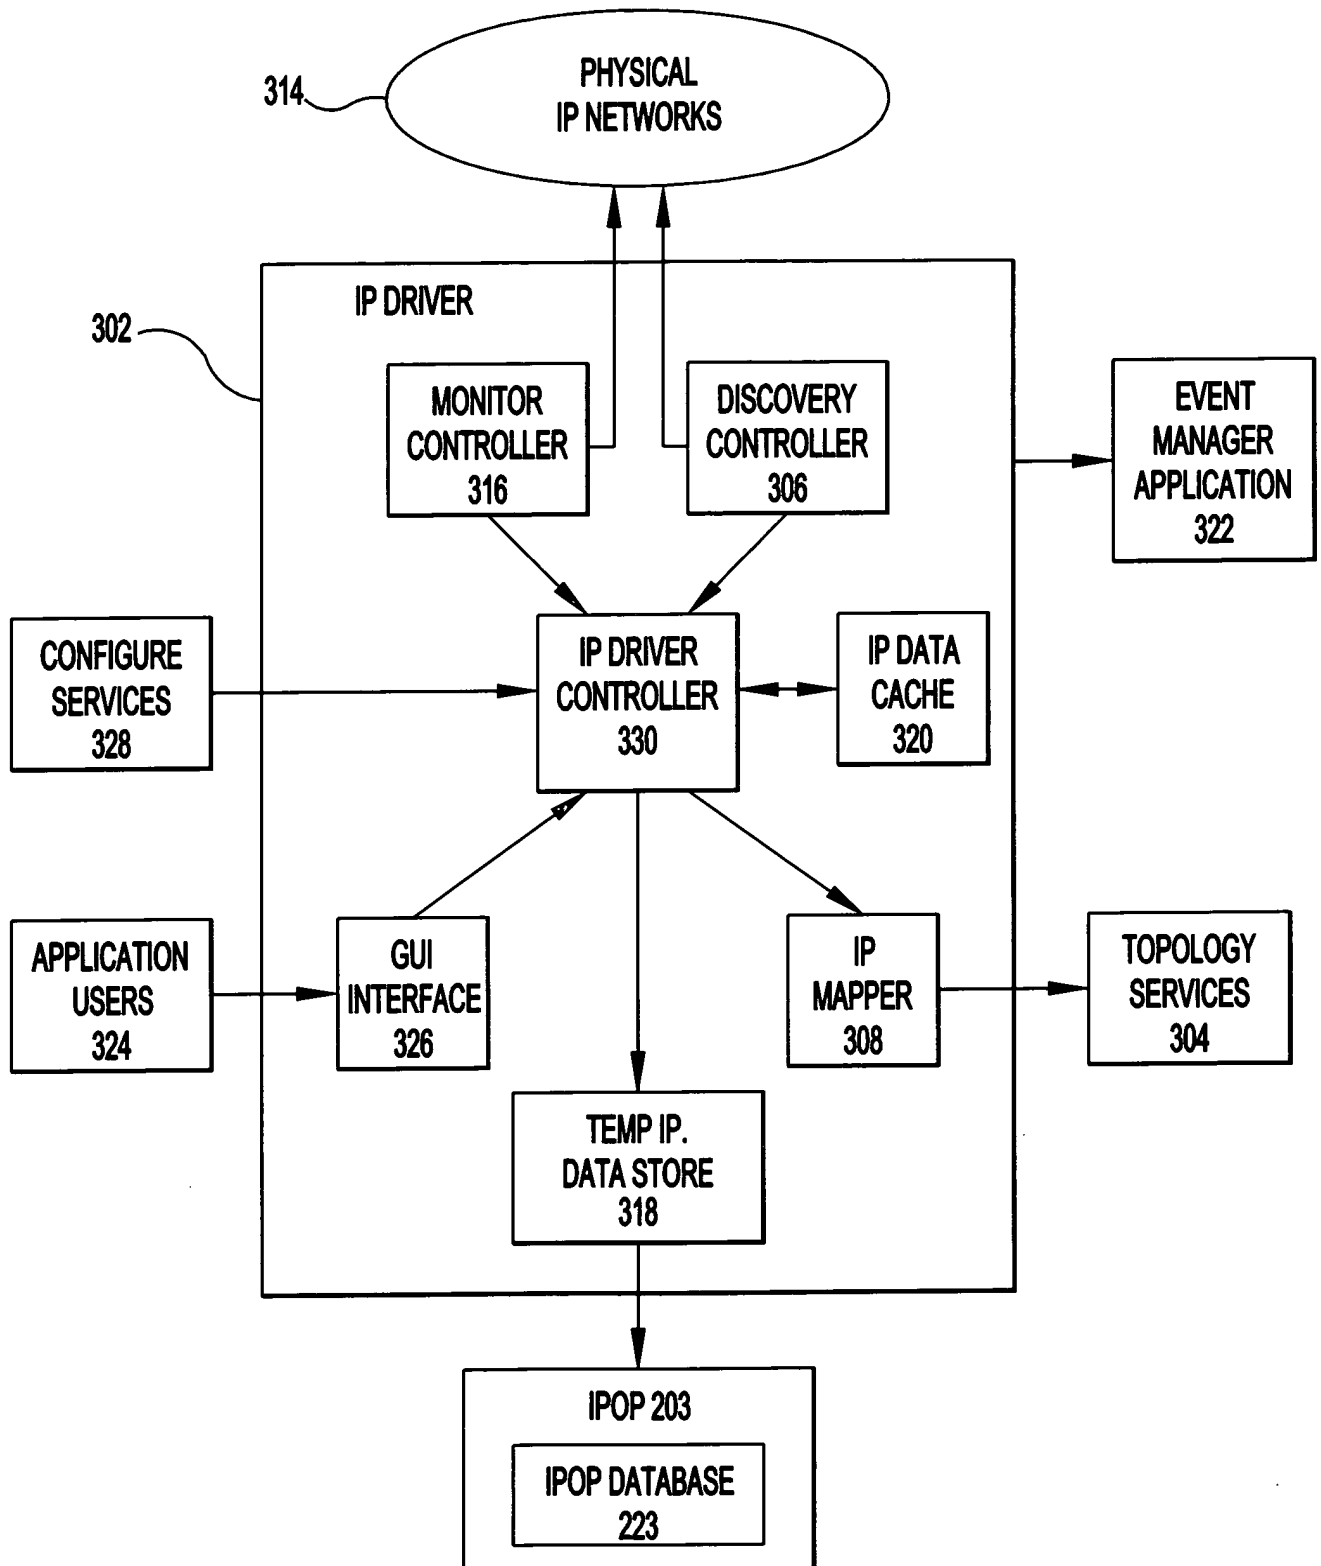 PHYSICAL
IP NETWORKS
314
IP DRIVER
302
MONITOR
CONTROLLER
316
DISCOVERY
CONTROLLER
306
EVENT
MANAGER
APPLICATION
322
CONFIGURE
SERVICES
328
IP DRIVER
CONTROLLER
330
IP DATA
CACHE
320
APPLICATION
USERS
324
GUI
INTERFACE
326
IP
MAPPER
308
TOPOLOGY
SERVICES
304
TEMP IP.
DATA STORE
318
IPOP 203
IPOP DATABASE
223